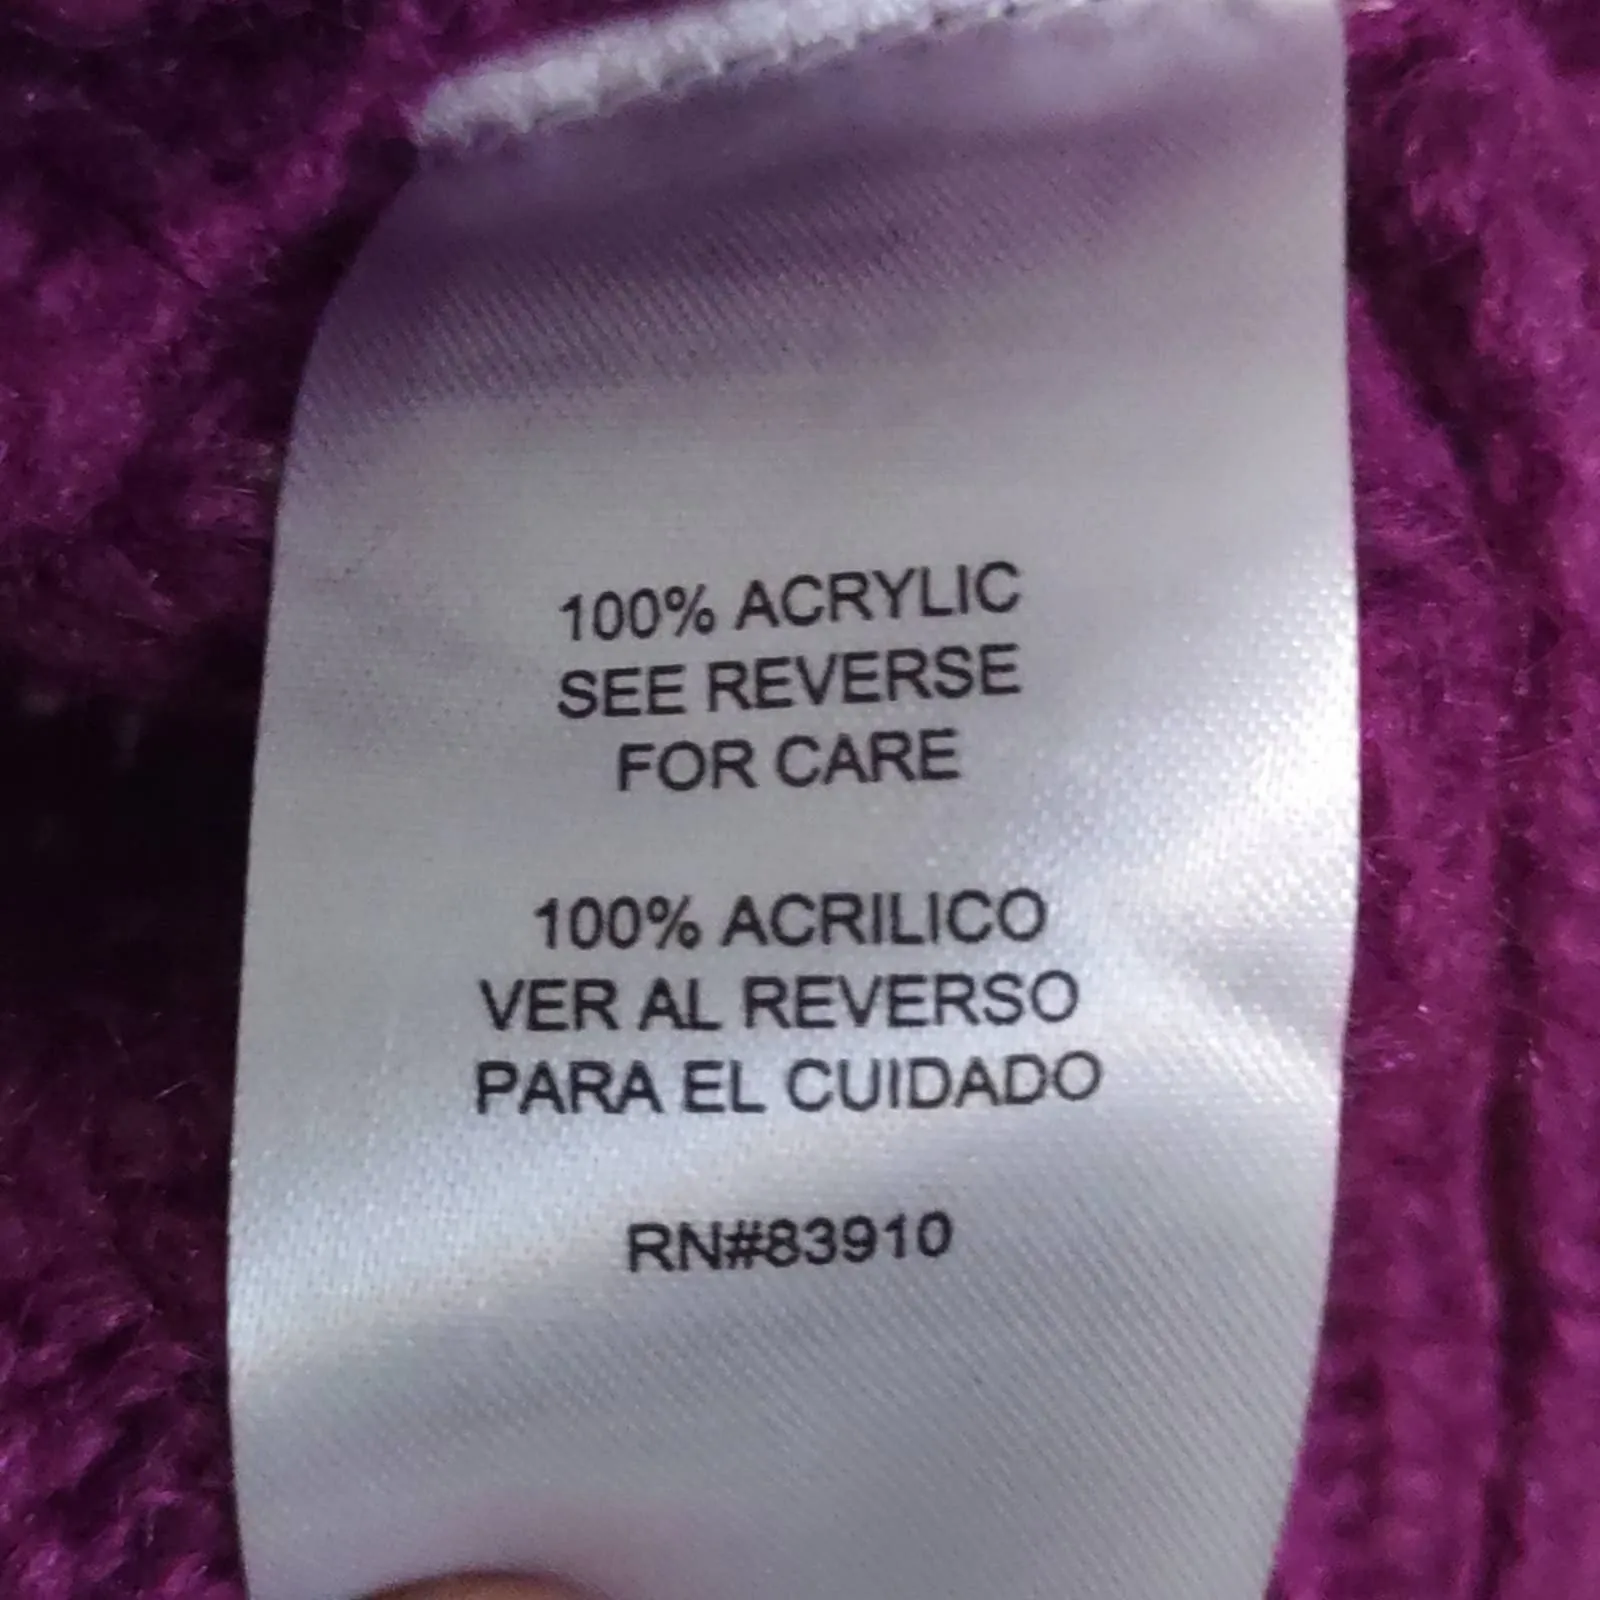 100% ACRYLIC
SEE REVERSE
FOR CARE
100% ACRILICO
VER AL REVERSO
PARA EL CUIDADO
RN#83910